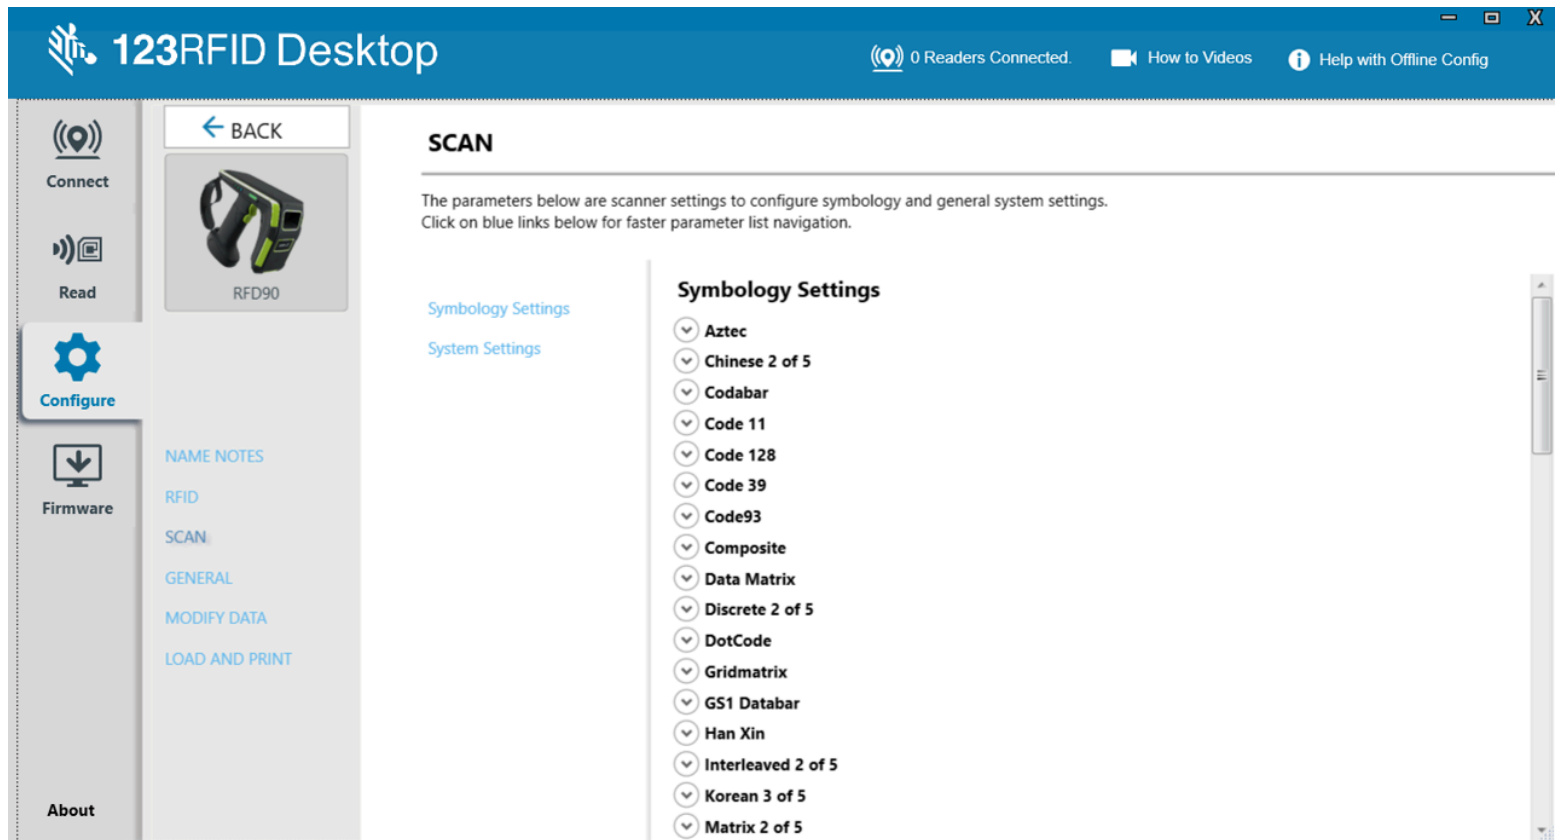 123RFID Desktop
0 Readers Connected.
How to Videos
Help with Offline Config
Connect
Read
Configure
Firmware
About
BACK
RFD90
NAME NOTES
RFID
SCAN
GENERAL
MODIFY DATA
LOAD AND PRINT
SCAN
The parameters below are scanner settings to configure symbology and general system settings.
Click on blue links below for faster parameter list navigation.
Symbology Settings
System Settings
Symbology Settings
Aztec
Chinese 2 of 5
Codabar
Code 11
Code 128
Code 39
Code93
Composite
Data Matrix
Discrete 2 of 5
DotCode
Gridmatrix
GS1 Databar
Han Xin
Interleaved 2 of 5
Korean 3 of 5
Matrix 2 of 5